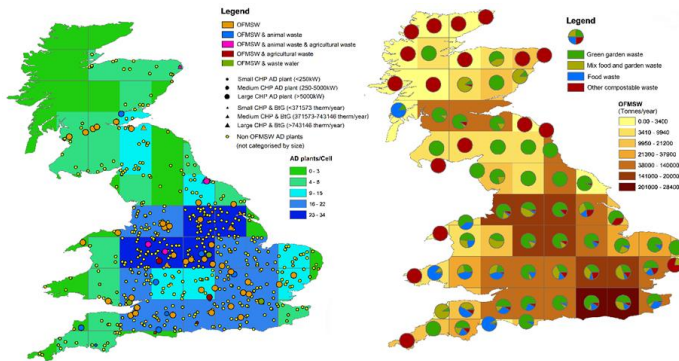 Legend
OFMSW
OFMSW & animal waste
OFMSW & animal waste & agricultural waste
OFMSW & agricultural waste
OFMSW & waste water
Small CHP AD plant (<250kW)
Medium CHP AD plant (250-5000kW)
Large CHP AD plant (>5000kW)
Small CHP & BtG (<371573 therm/year)
Medium CHP & BtG (371573-743146 therm/year)
Large CHP & BtG (>743146 therm/year)
Non-OFMSW AD plants
(not categorised by size)
AD plants/Cell
0 - 3
4 - 8
9 - 15
16 - 22
23 - 34
Legend
Green garden waste
Mix food and garden waste
Food waste
Other compostable waste
OFMSW
(Tonnes/year)
0.00 - 3400
3410 - 9940
9950 - 21200
21300 - 37900
38000 - 140000
141000 - 20000
201000 - 28400